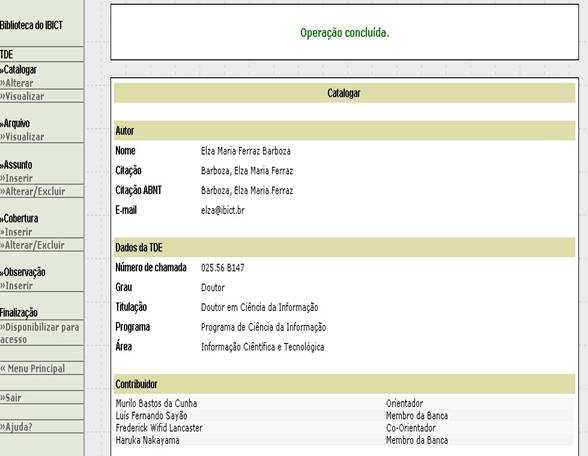 Biblioteca do IBICT
TDE
»Catalogar
»Alterar
»Visualizar
»Arquivo
»Visualizar
»Assunto
»Inserir
»Alterar/Excluir
»Cobertura
»Inserir
»Alterar/Excluir
»Observação
»Inserir
Finalização
»Disponibilizar para
acesso
« Menu Principal
»Sair
»Ajuda?
Operação concluída.
Catalogar
Autor
Nome Elza Maria Ferraz Barboza
Citação Barboza, Elza Maria Ferraz
Citação ABNT Barboza, Elza Maria Ferraz
E-mail elza@ibict.br
Dados da TDE
Número de chamada 025.56 B147
Grau Doutor
Titulação Doutor em Ciência da Informação
Programa Programa de Ciência da Informação
Área Informação Ciêntífica e Tecnológica
Contribuidor
Murilo Bastos da Cunha Orientador
Luís Fernando Sayão Membro da Banca
Frederick Wifid Lancaster Co-Orientador
Haruka Nakayama Membro da Banca